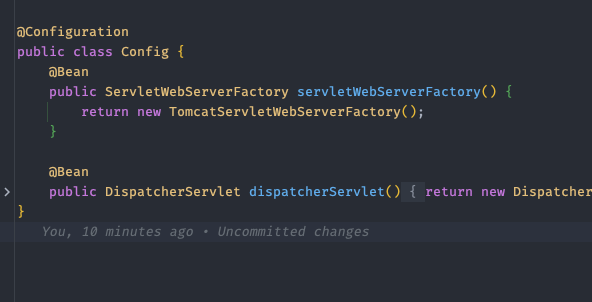 @Configuration
public class Config {
@Bean
public ServletWebServerFactory servletWebServerFactory() {
return new TomcatServletWebServerFactory();
}
@Bean
public DispatcherServlet dispatcherServlet() { return new Dispatcher
}
You, 10 minutes ago • Uncommitted changes